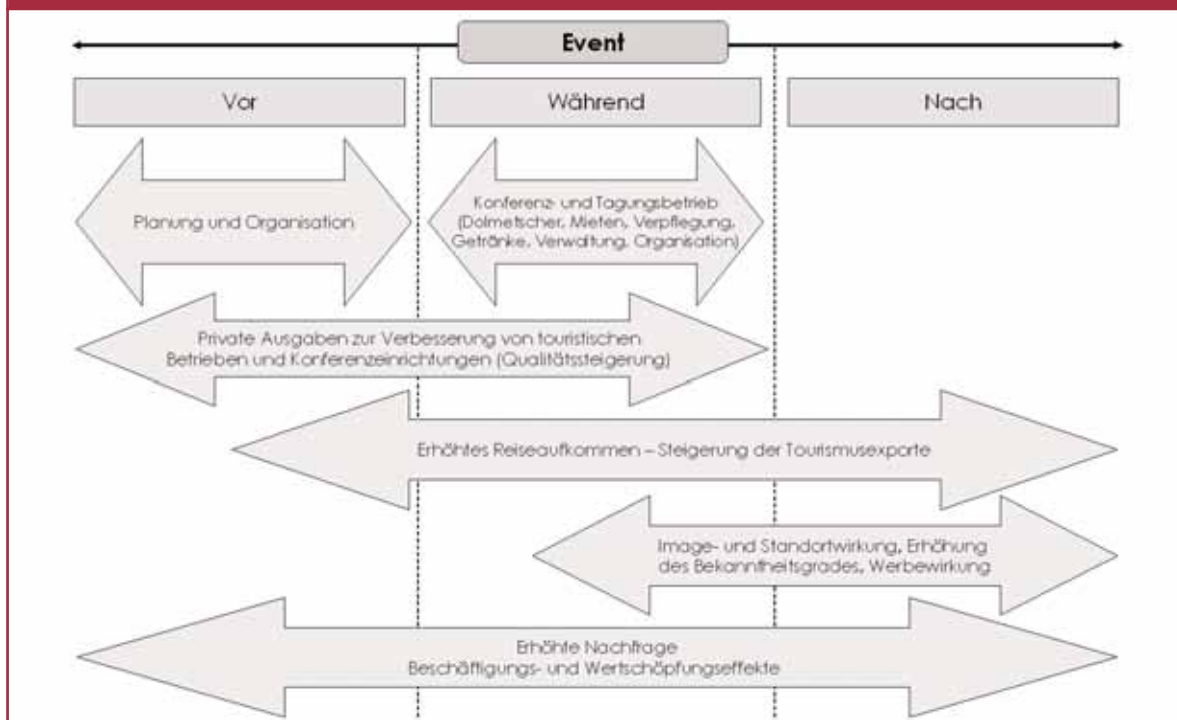 Event
Vor
Während
Nach
Planung und Organisation
Konferenz- und Tagungsbetrieb
(Dolmetscher, Mieten, Verpflegung,
Getränke, Verwaltung, Organisation)
Private Ausgaben zur Verbesserung von touristischen
Betrieben und Konferenzeinrichtungen (Qualitätssteigerung)
Erhöhtes Reiseaufkommen – Steigerung der Tourismusexporte
Image- und Standortwirkung, Erhöhung
des Bekanntheitsgrades, Werbewirkung
Erhöhte Nachfrage
Beschäftigungs- und Wertschöpfungseffekte